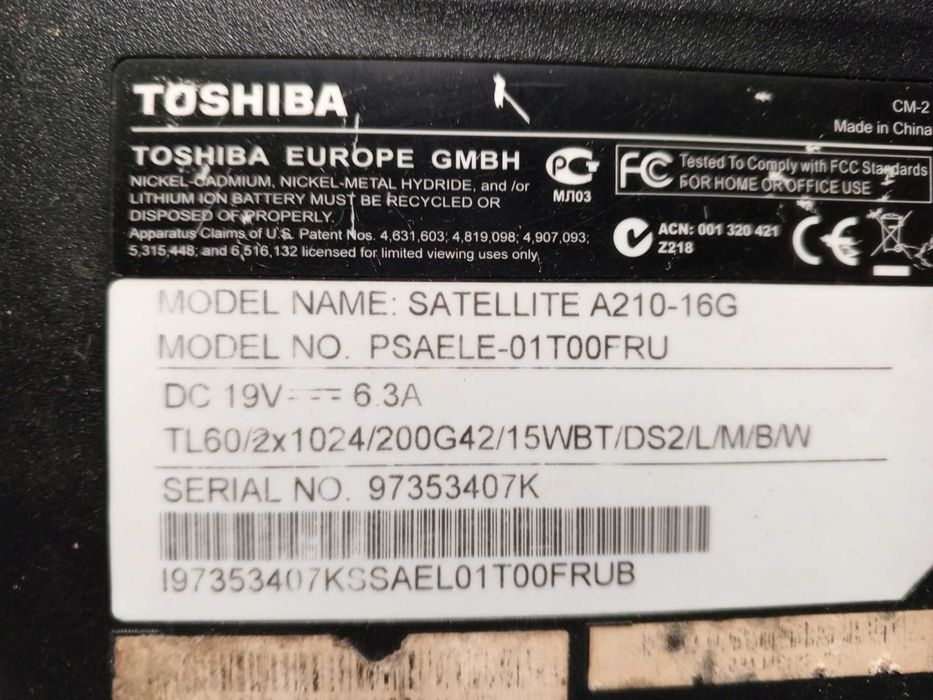 TOSHIBA
CM-2
Made in China
TOSHIBA EUROPE GMBH
NICKEL-CADMIUM, NICKEL-METAL HYDRIDE, and/or
LITHIUM ION BATTERY MUST BE RECYCLED OR
DISPOSED OF PROPERLY.
Apparatus Claims of U.S. Patent Nos. 4,631,603; 4,819,098; 4,907,093;
5,315,448; and 6,516,132 licensed for limited viewing uses only.
МЛ03
FC Tested To Comply with FCC Standards
FOR HOME OR OFFICE USE
ACN: 001 320 421
Z218
CE
MODEL NAME: SATELLITE A210-16G
MODEL NO. PSAELE-01T00FRU
DC 19V 6.3A
TL60/2x1024/200G42/15WBT/DS2/L/M/B/W
SERIAL NO. 97353407K
I97353407KSSAEL01T00FRUB